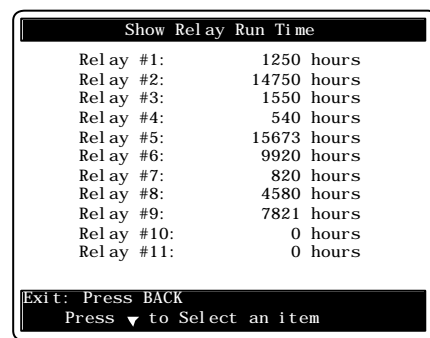 Show Relay Run Time
Relay #1: 1250 hours
Relay #2: 14750 hours
Relay #3: 1550 hours
Relay #4: 540 hours
Relay #5: 15673 hours
Relay #6: 9920 hours
Relay #7: 820 hours
Relay #8: 4580 hours
Relay #9: 7821 hours
Relay #10: 0 hours
Relay #11: 0 hours
Exit: Press BACK
Press ▼ to Select an item